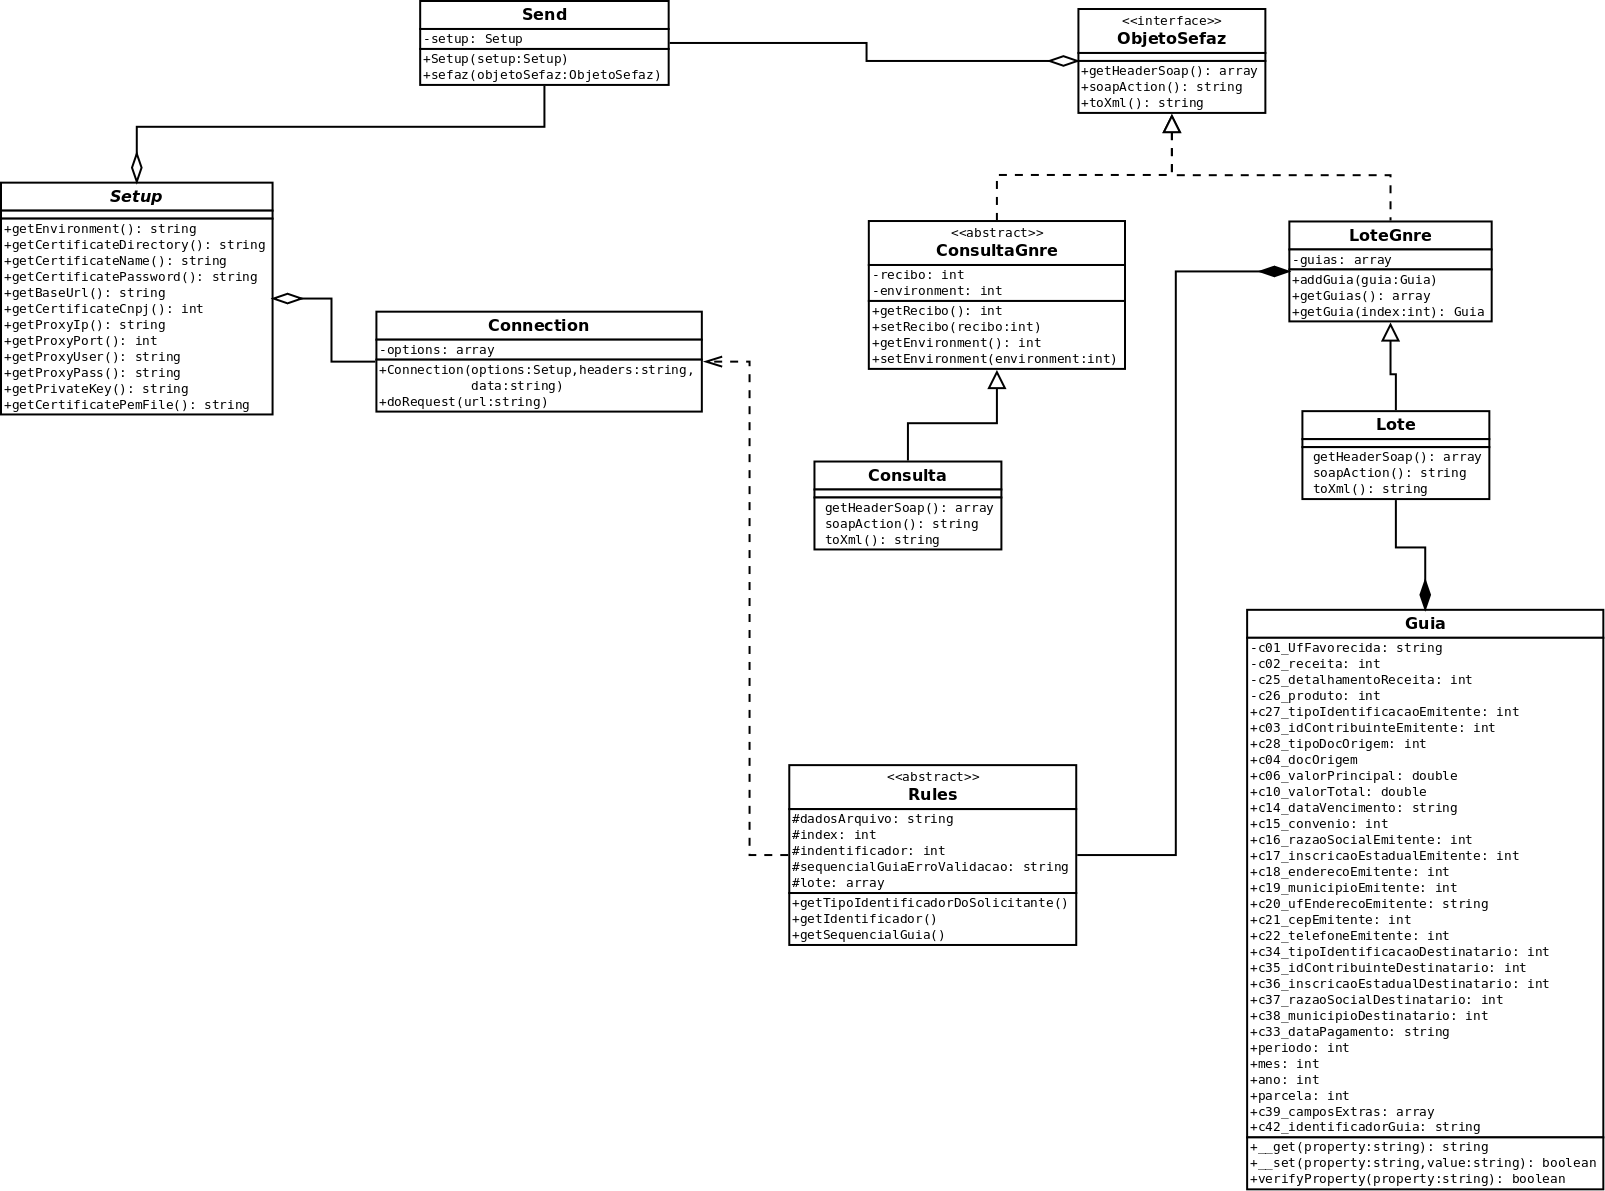 Send
-setup: Setup
+Setup(setup:Setup)
+sefaz(objetoSefaz:ObjetoSefaz)
<<interface>>
ObjetoSefaz
+getHeaderSoap(): array
+soapAction(): string
+toXml(): string
Setup
+getEnvironment(): string
+getCertificateDirectory(): string
+getCertificateName(): string
+getCertificatePassword(): string
+getBaseUrl(): string
+getCertificateCnpj(): int
+getProxyIp(): string
+getProxyPort(): int
+getProxyUser(): string
+getProxyPass(): string
+getPrivateKey(): string
+getCertificatePemFile(): string
Connection
-options: array
+Connection(options:Setup,headers:string,
data:string)
+doRequest(url:string)
<<abstract>>
ConsultaGnre
-recibo: int
-environment: int
+getRecibo(): int
+setRecibo(recibo:int)
+getEnvironment(): int
+setEnvironment(environment:int)
LoteGnre
-guias: array
+addGuia(guia:Guia)
+getGuias(): array
+getGuia(index:int): Guia
Consulta
getHeaderSoap(): array
soapAction(): string
toXml(): string
Lote
getHeaderSoap(): array
soapAction(): string
toXml(): string
<<abstract>>
Rules
#dadosArquivo: string
#index: int
#indentificador: int
#sequencialGuiaErroValidacao: string
#lote: array
+getTipoIdentificadorDoSolicitante()
+getIdentificador()
+getSequencialGuia()
Guia
-c01_UfFavorecida: string
-c02_receita: int
-c25_detalhamentoReceita: int
-c26_produto: int
+c27_tipoIdentificacaoEmitente: int
+c03_idContribuinteEmitente: int
+c28_tipoDocOrigem: int
+c04_docOrigem
+c06_valorPrincipal: double
+c10_valorTotal: double
+c14_dataVencimento: string
+c15_convenio: int
+c16_razaoSocialEmitente: int
+c17_inscricaoEstadualEmitente: int
+c18_enderecoEmitente: int
+c19_municipioEmitente: int
+c20_ufEnderecoEmitente: string
+c21_cepEmitente: int
+c22_telefoneEmitente: int
+c34_tipoIdentificacaoDestinatario: int
+c35_idContribuinteDestinatario: int
+c36_inscricaoEstadualDestinatario: int
+c37_razaoSocialDestinatario: int
+c38_municipioDestinatario: int
+c33_dataPagamento: string
+periodo: int
+mes: int
+ano: int
+parcela: int
+c39_camposExtras: array
+c42_identificadorGuia: string
+__get(property:string): string
+__set(property:string,value:string): boolean
+verifyProperty(property:string): boolean